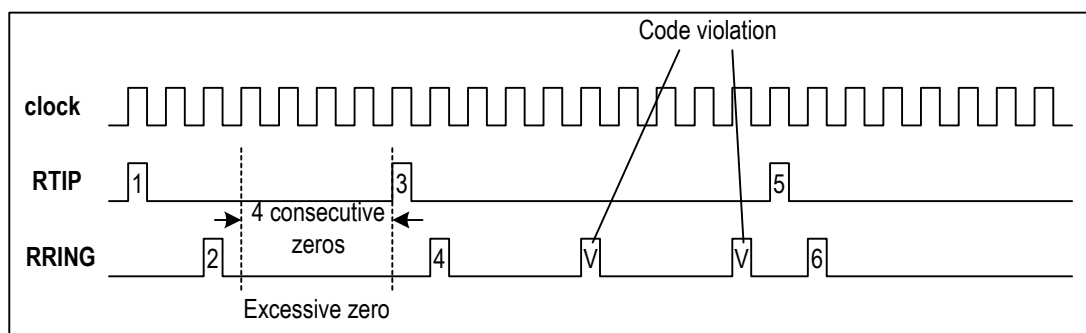 Code violation
clock
RTIP
1
3
5
4 consecutive
zeros
RRING
2
4
V
V
6
Excessive zero